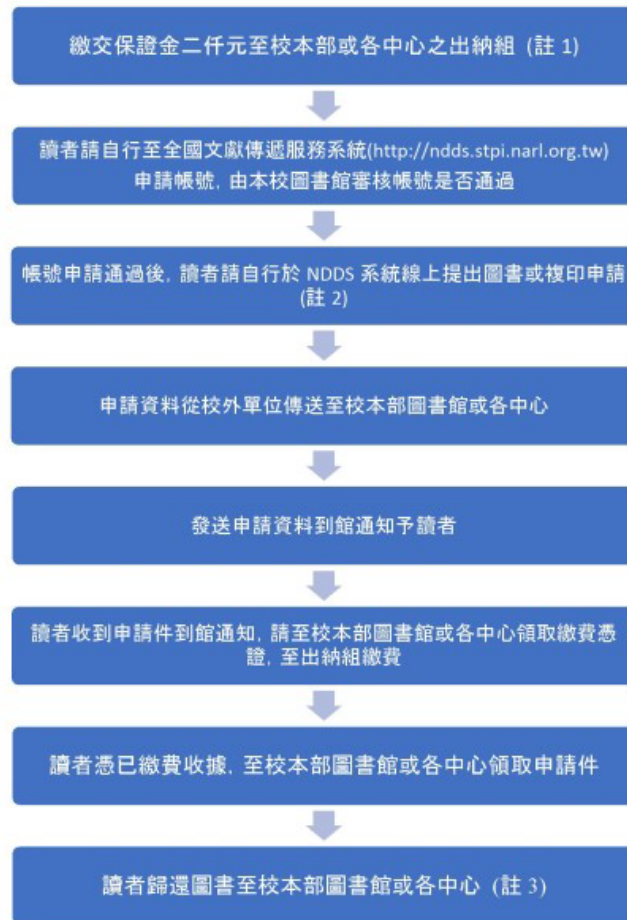 繳交保證金二仟元至校本部或各中心之出納組 (註 1)
讀者請自行至全國文獻傳遞服務系統(http://ndds.stpi.narl.org.tw)
申請帳號, 由本校圖書館審核帳號是否通過
帳號申請通過後, 讀者請自行於 NDDS 系統線上提出圖書或複印申請
(註 2)
申請資料從校外單位傳送至校本部圖書館或各中心
發送申請資料到館通知予讀者
讀者收到申請件到館通知, 請至校本部圖書館或各中心領取繳費憑
證, 至出納組繳費
讀者憑已繳費收據, 至校本部圖書館或各中心領取申請件
讀者歸還圖書至校本部圖書館或各中心 (註 3)